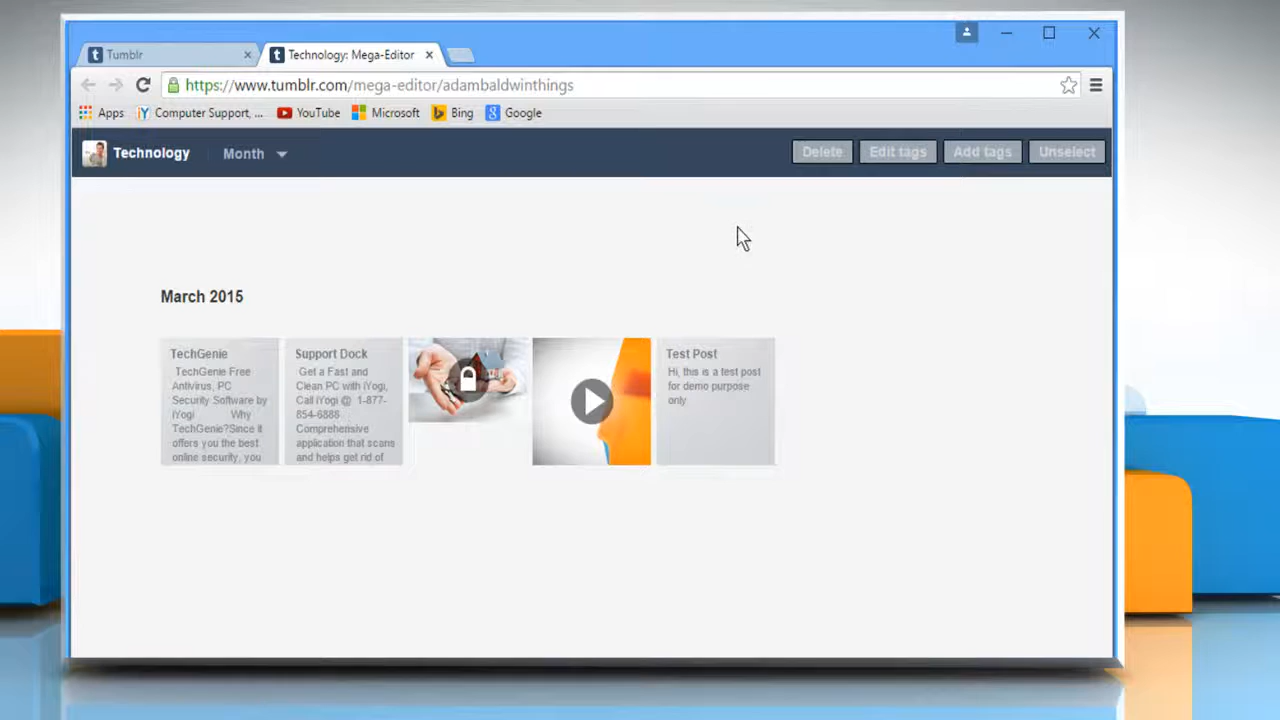 Tumblr
Technology: Mega-Editor
https://www.tumblr.com/mega-editor/adambaldwinthings
Apps
Computer Support, ...
YouTube
Microsoft
Bing
Google
Technology
Month
Delete
Edit tags
Add tags
Unselect
March 2015
TechGenie
TechGenie Free
Antivirus, PC
Security Software by
iYogi Why
TechGenie?Since it
offers you the best
online security, you
Support Dock
Get a Fast and
Clean PC with iYogi,
Call iYogi @ 1-877-
854-6888
Comprehensive
application that scans
and helps get rid of
Test Post
Hi, this is a test post
for demo purpose
only